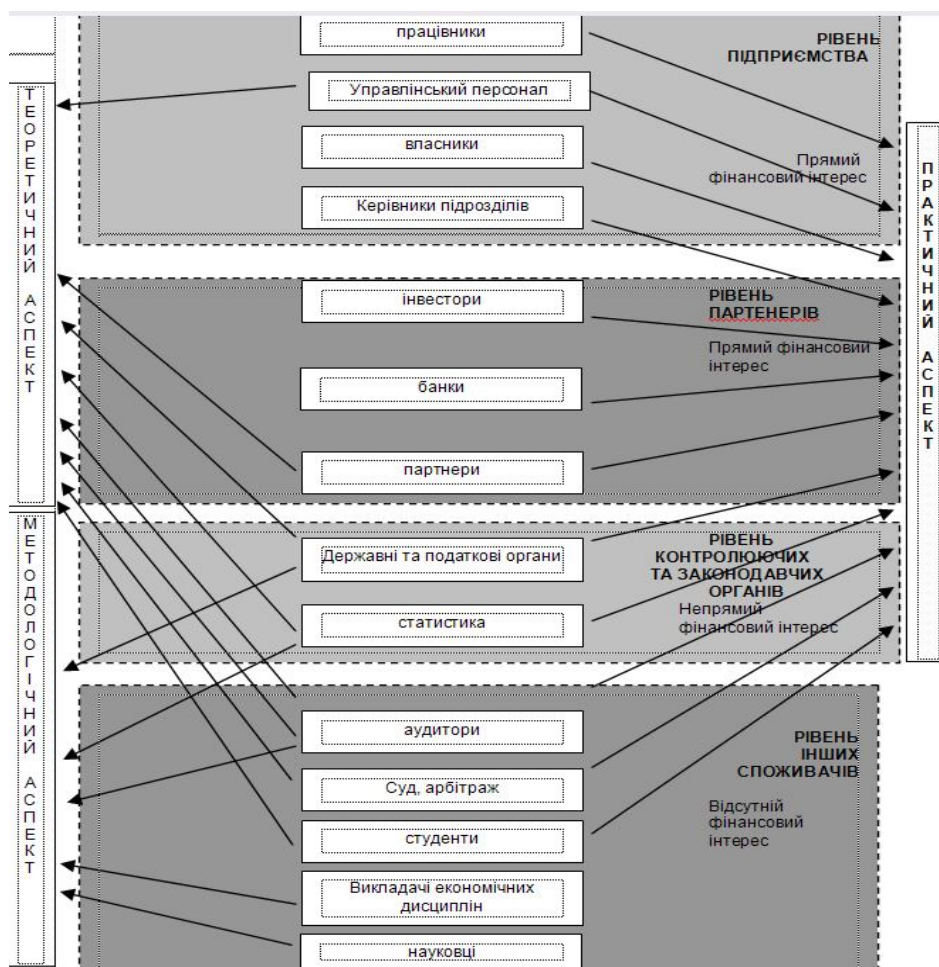 працівники
РІВЕНЬ
ПІДПРИЄМСТВА
Управлінський персонал
власники
Прямий
фінансовий інтерес
Керівники підрозділів
ТЕОРЕТИЧНИЙ АСПЕКТ
ПРАКТИЧНИЙ АСПЕКТ
інвестори
РІВЕНЬ
ПАРТЕНЕРІВ
Прямий фінансовий
інтерес
банки
партнери
МЕТОДОЛОГІЧНИЙ АСПЕКТ
Державні та податкові органи
РІВЕНЬ
КОНТРОЛЮЮЧИХ
ТА ЗАКОНОДАВЧИХ
ОРГАНІВ
Непрямий
фінансовий інтерес
статистика
аудитори
РІВЕНЬ
ІНШИХ
СПОЖИВАЧІВ
Суд, арбітраж
Відсутній
фінансовий
інтерес
студенти
Викладачі економічних
дисциплін
науковці